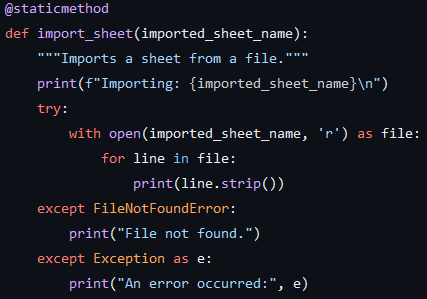 @staticmethod
def import_sheet(imported_sheet_name):
    """Imports a sheet from a file."""
    print(f"Importing: {imported_sheet_name}\n")
    try:
        with open(imported_sheet_name, 'r') as file:
            for line in file:
                print(line.strip())
    except FileNotFoundError:
        print("File not found.")
    except Exception as e:
        print("An error occurred:", e)